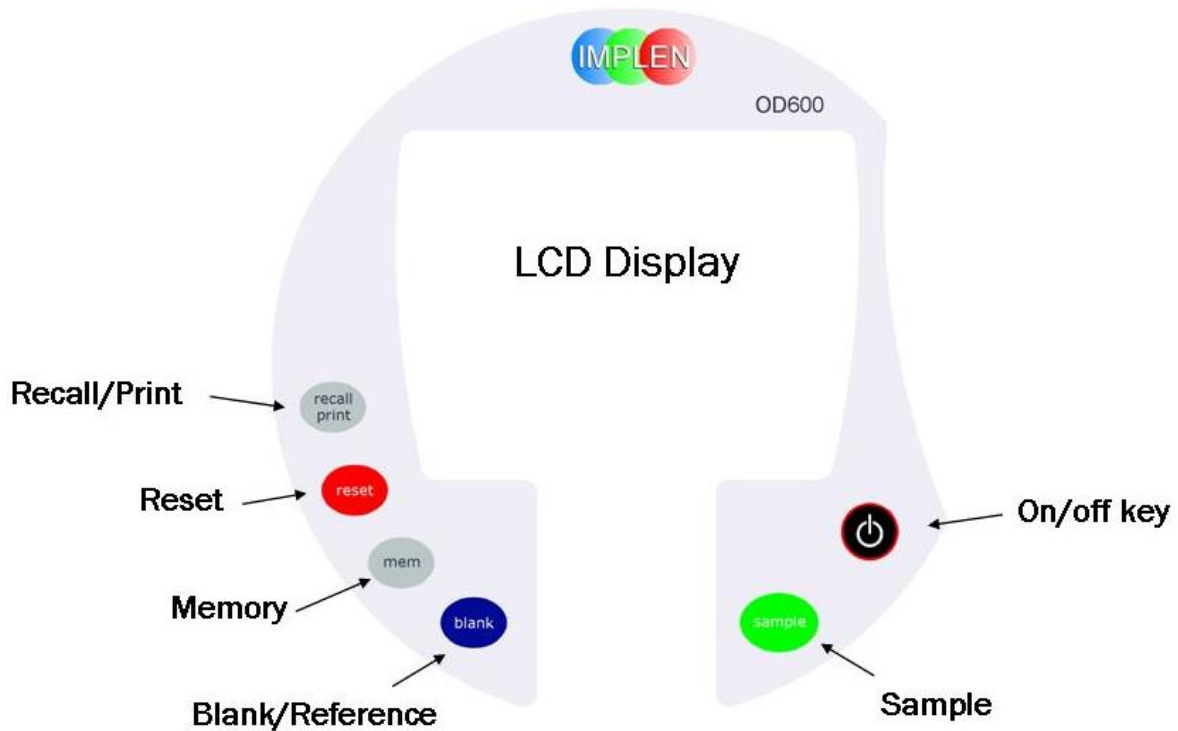 IMPLEN
OD600
LCD Display
Recall/Print
recall
print
Reset
reset
On/off key
mem
Memory
blank
sample
Sample
Blank/Reference